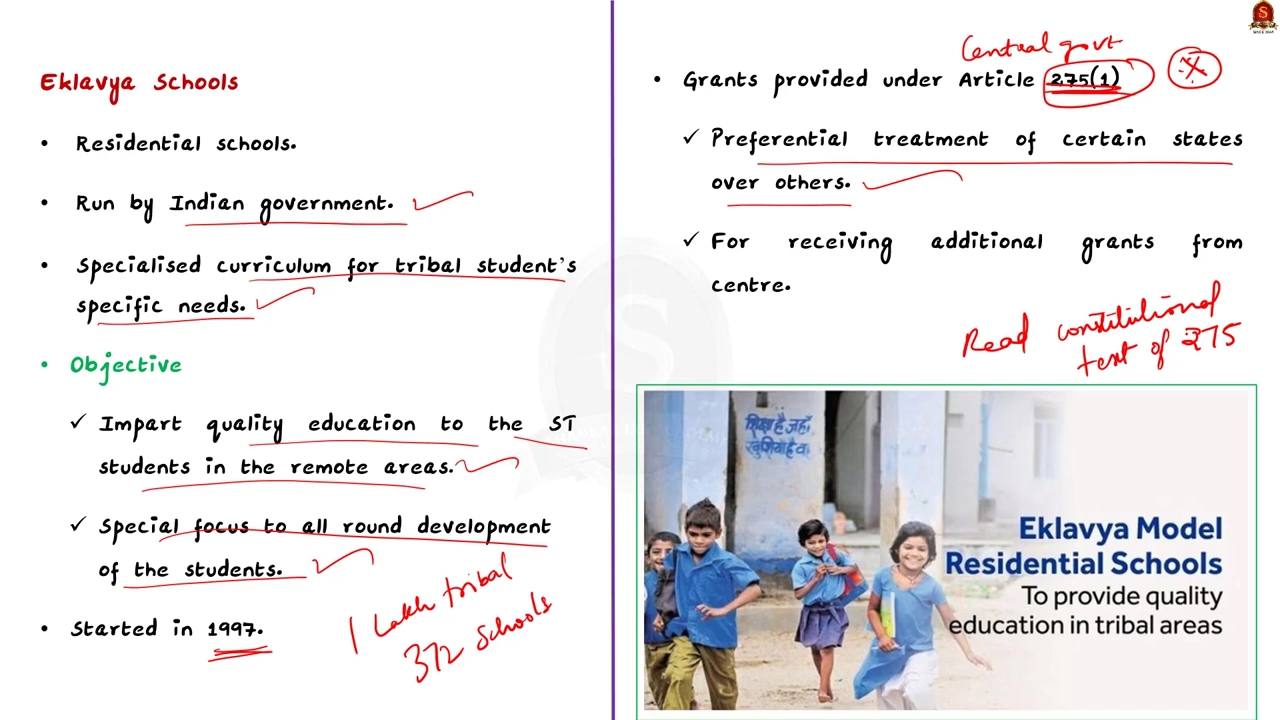 Eklavya Schools
• Residential schools.
• Run by Indian government.
• Specialised curriculum for tribal student's
specific needs.
• Objective
✓ Impart quality education to the ST
students in the remote areas.
✓ Special focus to all round development
of the students.
1 Lakh tribal
372 Schools
• Started in 1997.
Central govt
• Grants provided under Article 275(1)
✓ Preferential treatment of certain states
over others.
✓ For receiving additional grants from
centre.
Read constitutional
text of 275
शिक्षा है जहाँ
खुशियाँ है व
Eklavya Model
Residential Schools
To provide quality
education in tribal areas
S